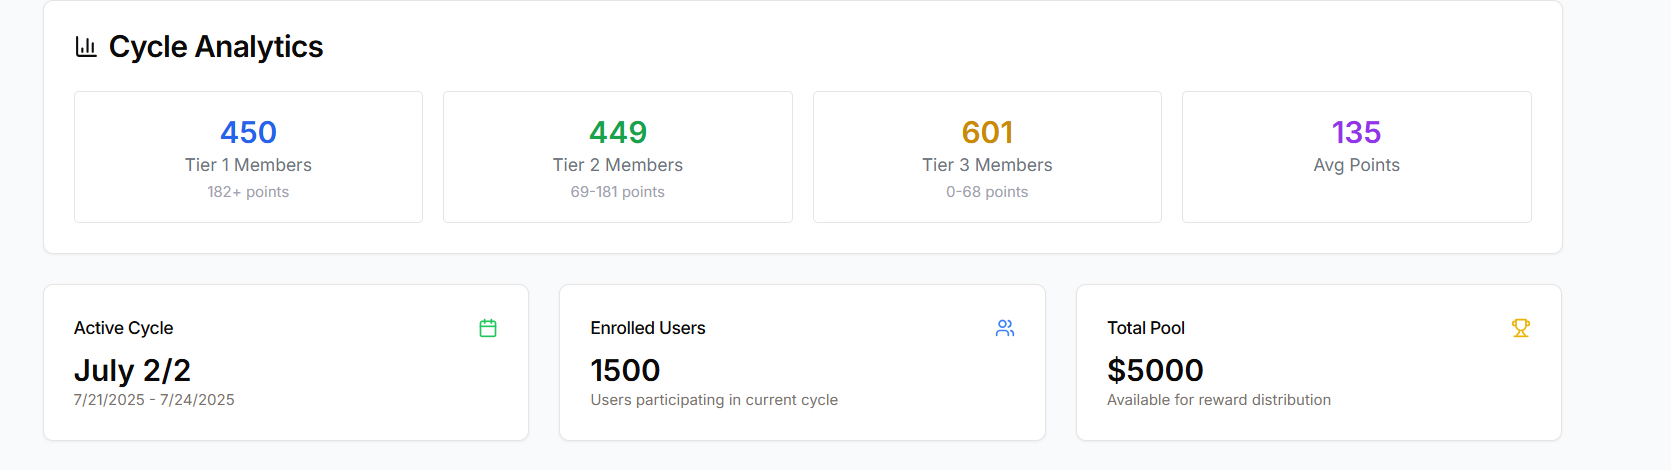 Cycle Analytics
450
Tier 1 Members
182+ points
449
Tier 2 Members
69-181 points
601
Tier 3 Members
0-68 points
135
Avg Points
Active Cycle
July 2/2
7/21/2025 - 7/24/2025
Enrolled Users
1500
Users participating in current cycle
Total Pool
$5000
Available for reward distribution